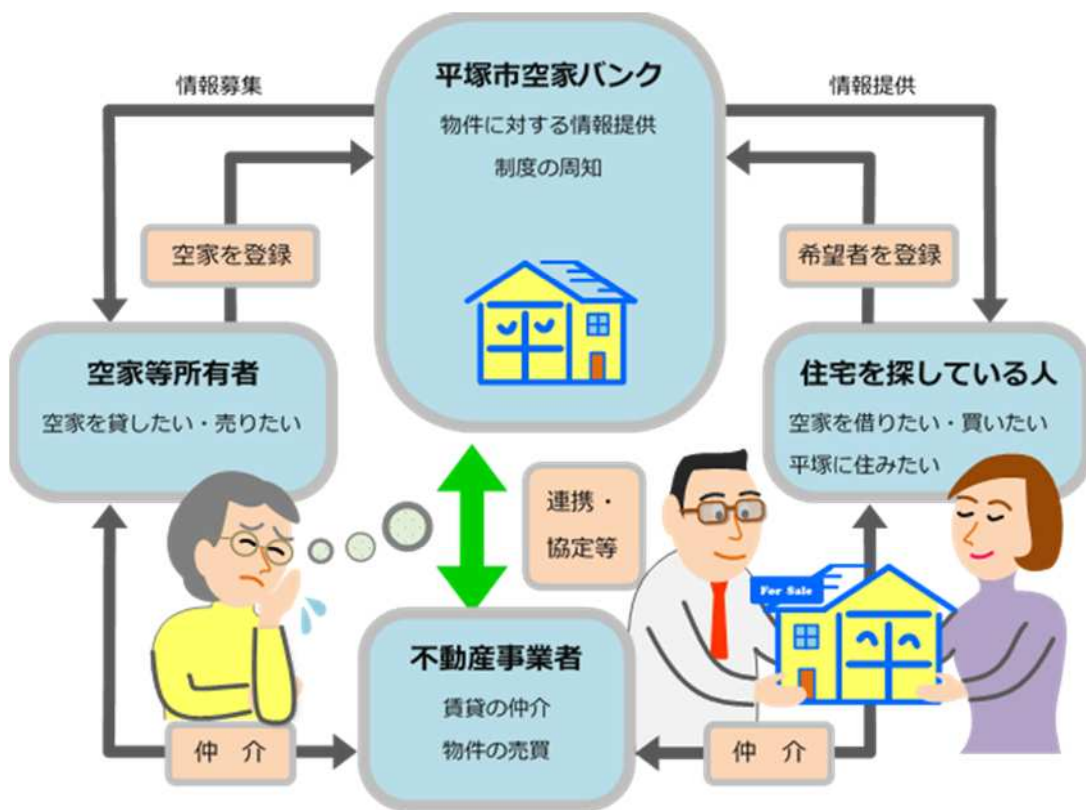 平塚市空家バンク
物件に対する情報提供
制度の周知
情報募集
情報提供
空家を登録
希望者を登録
空家等所有者
空家を貸したい・売りたい
住宅を探している人
空家を借りたい・買いたい
平塚に住みたい
連携・
協定等
For Sale
不動産事業者
賃貸の仲介
物件の売買
仲 介
仲 介